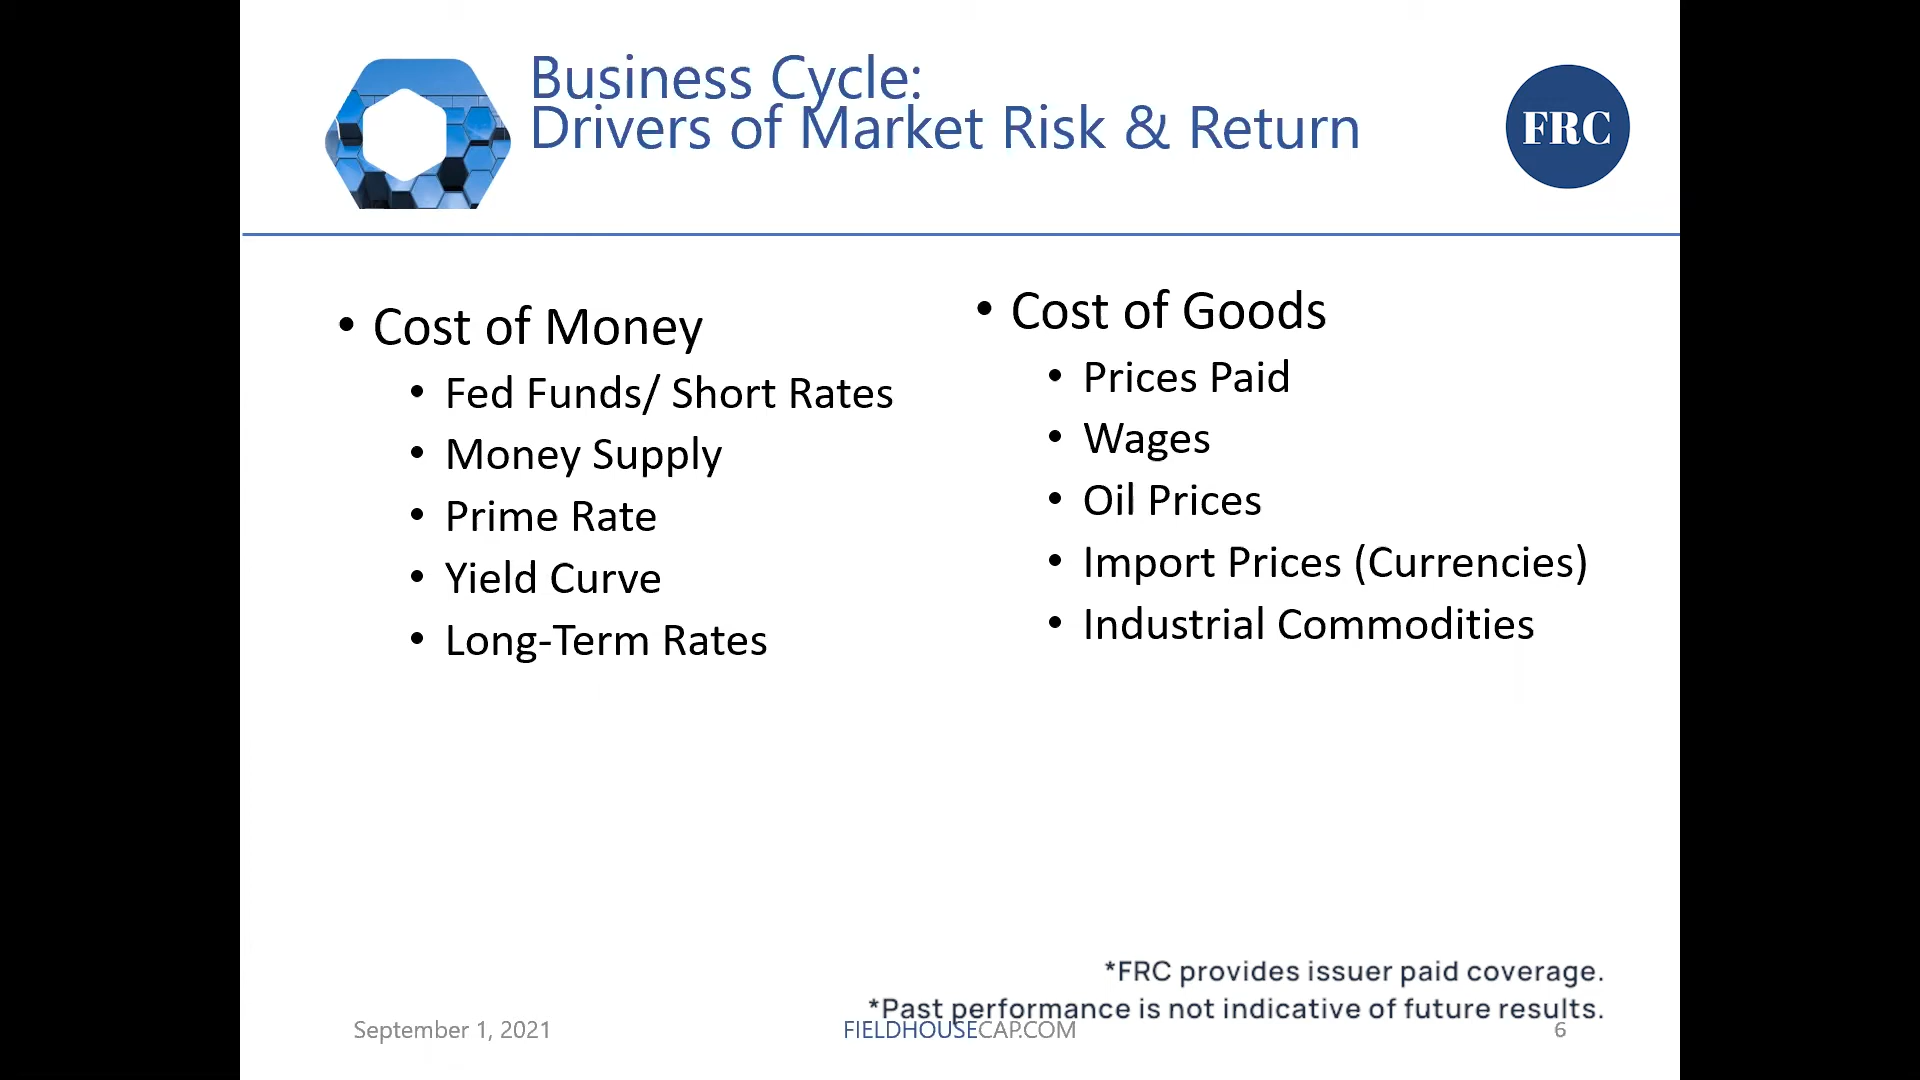 Business Cycle:
Drivers of Market Risk & Return
FRC
• Cost of Money
• Fed Funds/ Short Rates
• Money Supply
• Prime Rate
• Yield Curve
• Long-Term Rates
• Cost of Goods
• Prices Paid
• Wages
• Oil Prices
• Import Prices (Currencies)
• Industrial Commodities
*FRC provides issuer paid coverage.
*Past performance is not indicative of future results.
September 1, 2021
FIELDHOUSECAP.COM
6